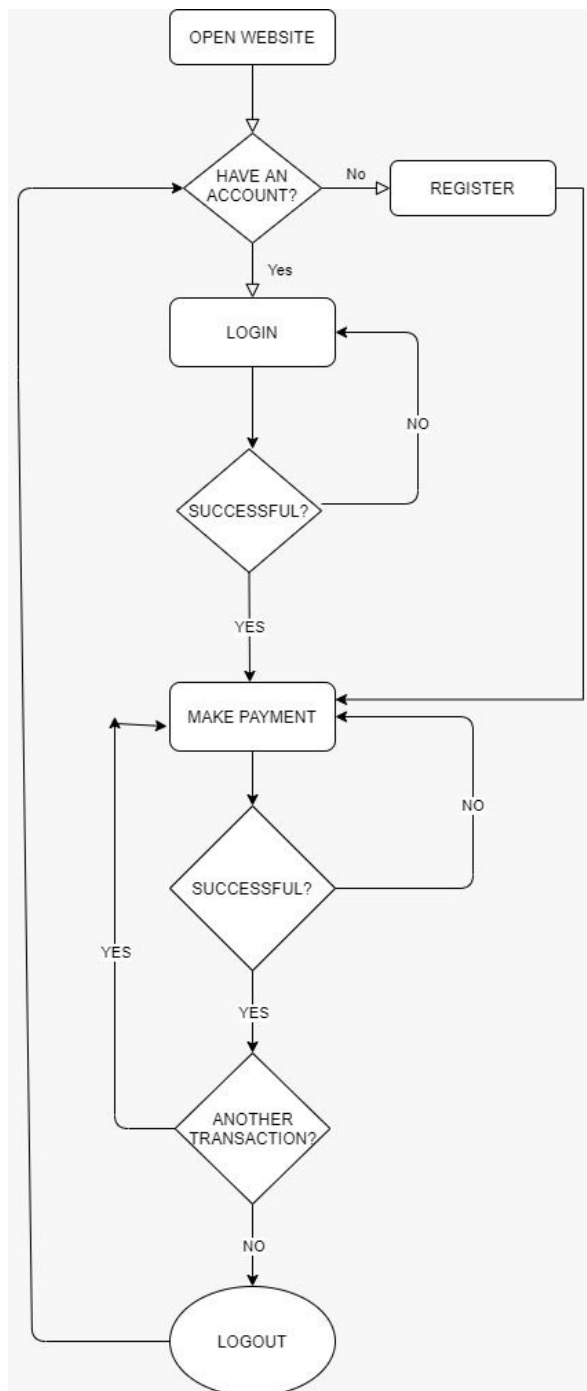 OPEN WEBSITE
HAVE AN
ACCOUNT?
No
REGISTER
Yes
LOGIN
NO
SUCCESSFUL?
YES
MAKE PAYMENT
NO
SUCCESSFUL?
YES
YES
ANOTHER
TRANSACTION?
NO
LOGOUT